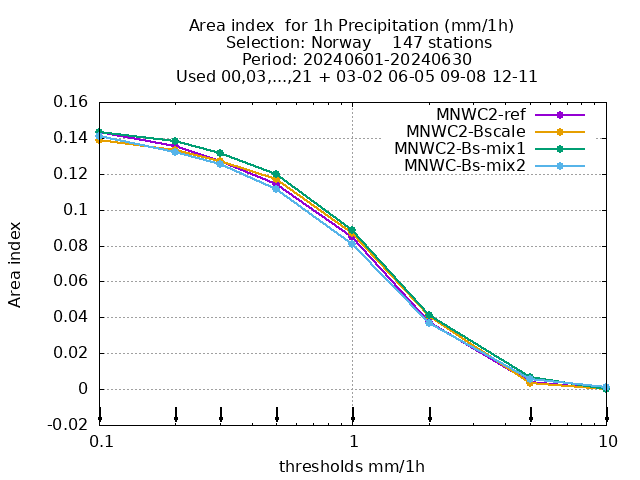 Area index  for 1h Precipitation (mm/1h)
Selection: Norway    147 stations
Period: 20240601-20240630
Used 00,03,...,21 + 03-02 06-05 09-08 12-11
MNWC2-ref
MNWC2-Bscale
MNWC2-Bs-mix1
MNWC-Bs-mix2
Area index
0.16
0.14
0.12
0.1
0.08
0.06
0.04
0.02
0
-0.02
0.1
1
10
thresholds mm/1h